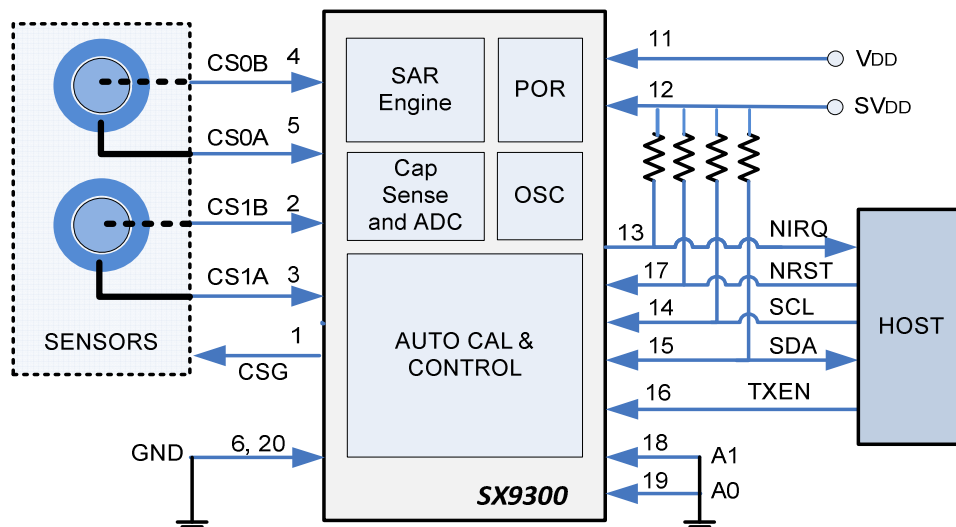 CS0B 4
CS0A 5
CS1B 2
CS1A 3
SENSORS
1
CSG
GND 6, 20
SAR
Engine
POR
Cap
Sense
and ADC
OSC
AUTO CAL &
CONTROL
SX9300
11 VDD
12 SVDD
13 NIRQ
17 NRST
14 SCL
15 SDA
16 TXEN
HOST
18 A1
19 A0